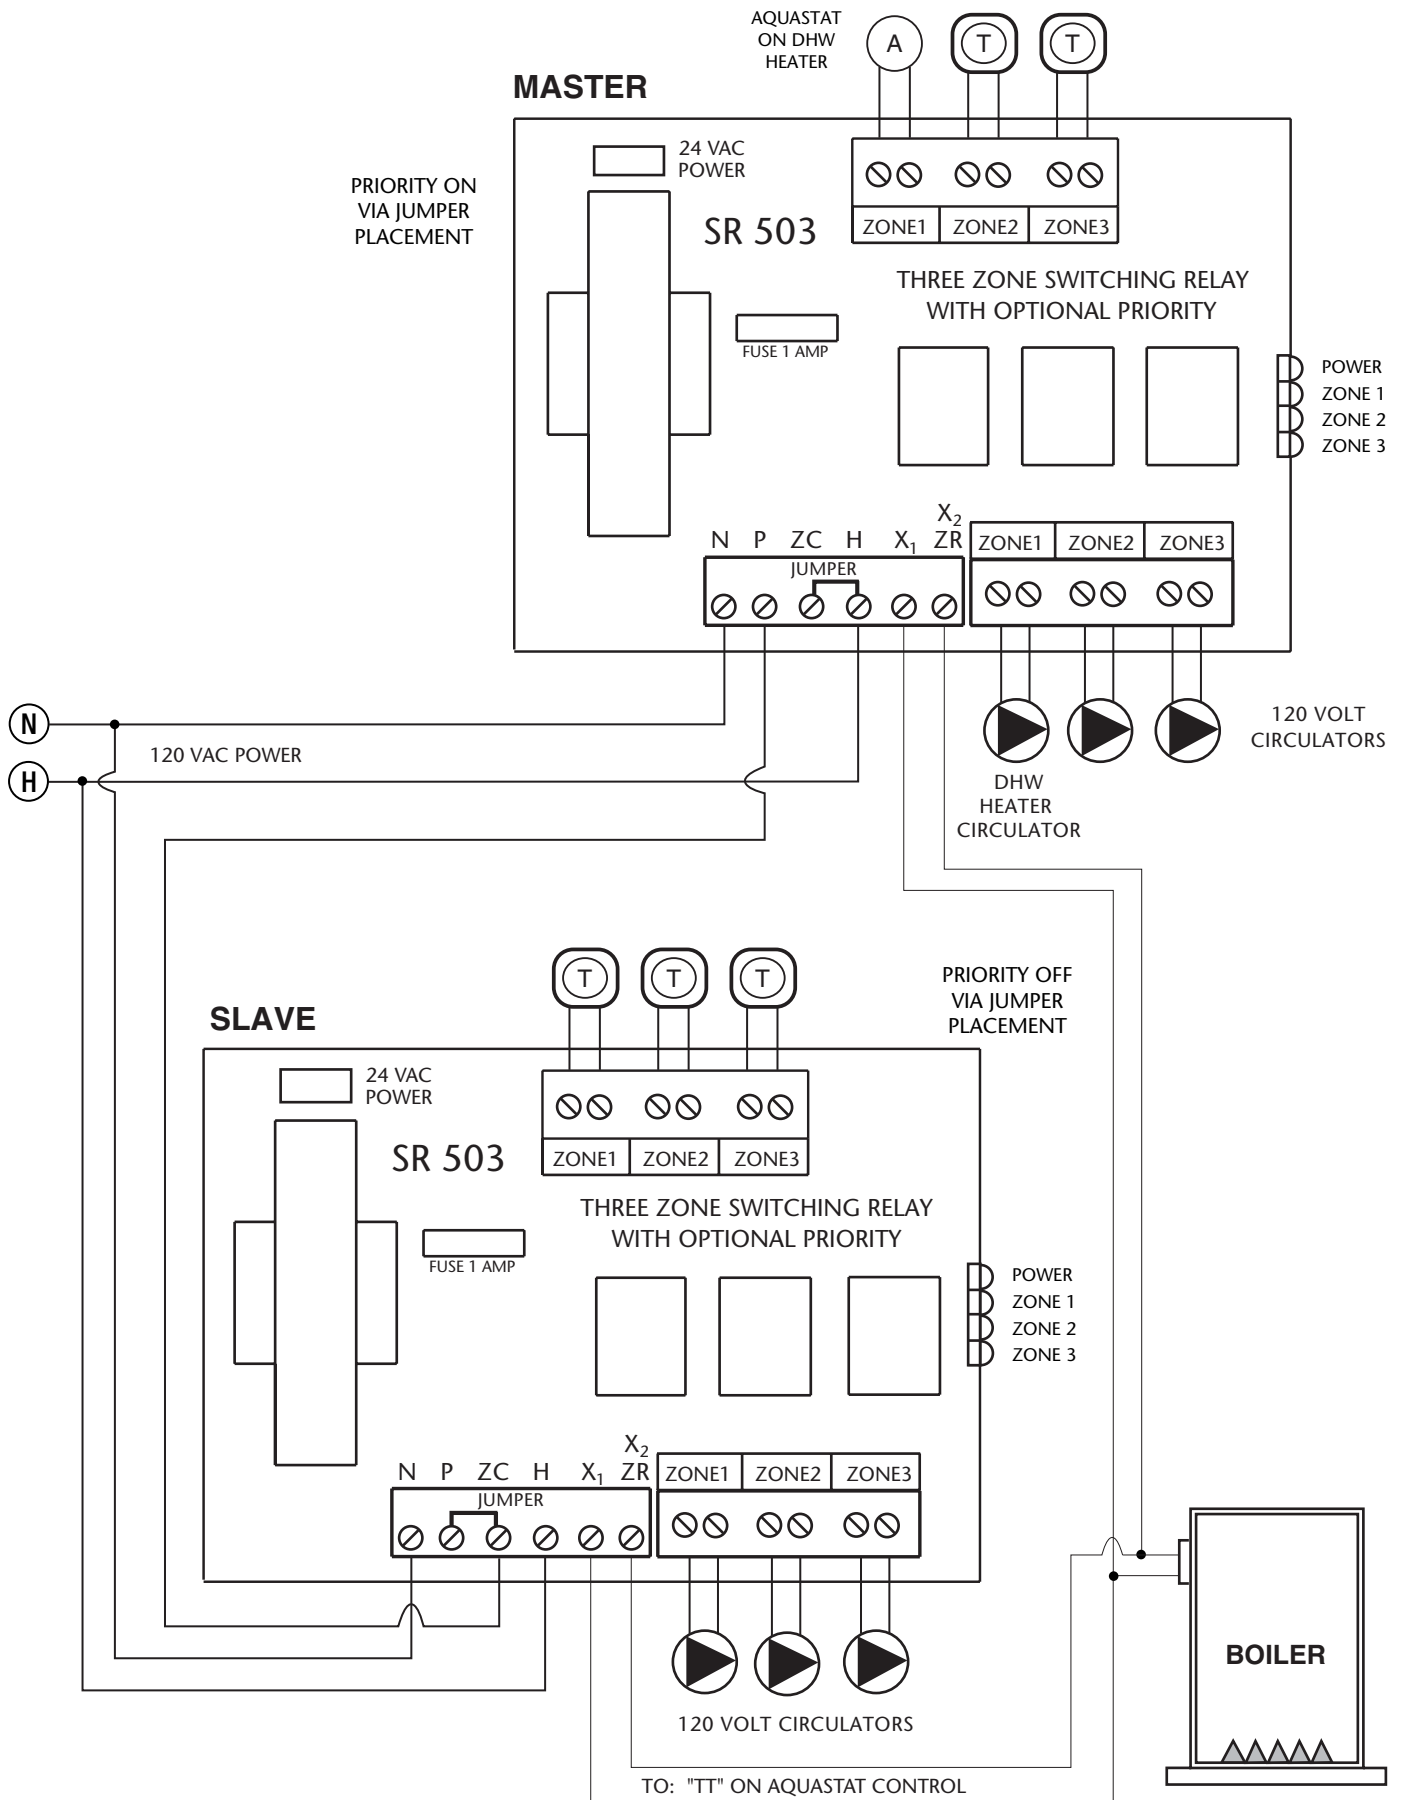 AQUASTAT
ON DHW
HEATER
A
T
T
MASTER
24 VAC
POWER
PRIORITY ON
VIA JUMPER
PLACEMENT
SR 503
ZONE1 ZONE2 ZONE3
THREE ZONE SWITCHING RELAY
WITH OPTIONAL PRIORITY
FUSE 1 AMP
POWER
ZONE 1
ZONE 2
ZONE 3
N P ZC H X1 X2 ZR
JUMPER
ZONE1 ZONE2 ZONE3
N
H
120 VAC POWER
120 VOLT
CIRCULATORS
DHW
HEATER
CIRCULATOR
T
T
T
PRIORITY OFF
VIA JUMPER
PLACEMENT
SLAVE
24 VAC
POWER
SR 503
ZONE1 ZONE2 ZONE3
THREE ZONE SWITCHING RELAY
WITH OPTIONAL PRIORITY
FUSE 1 AMP
POWER
ZONE 1
ZONE 2
ZONE 3
N P ZC H X1 X2 ZR
JUMPER
ZONE1 ZONE2 ZONE3
120 VOLT CIRCULATORS
BOILER
TO: "TT" ON AQUASTAT CONTROL